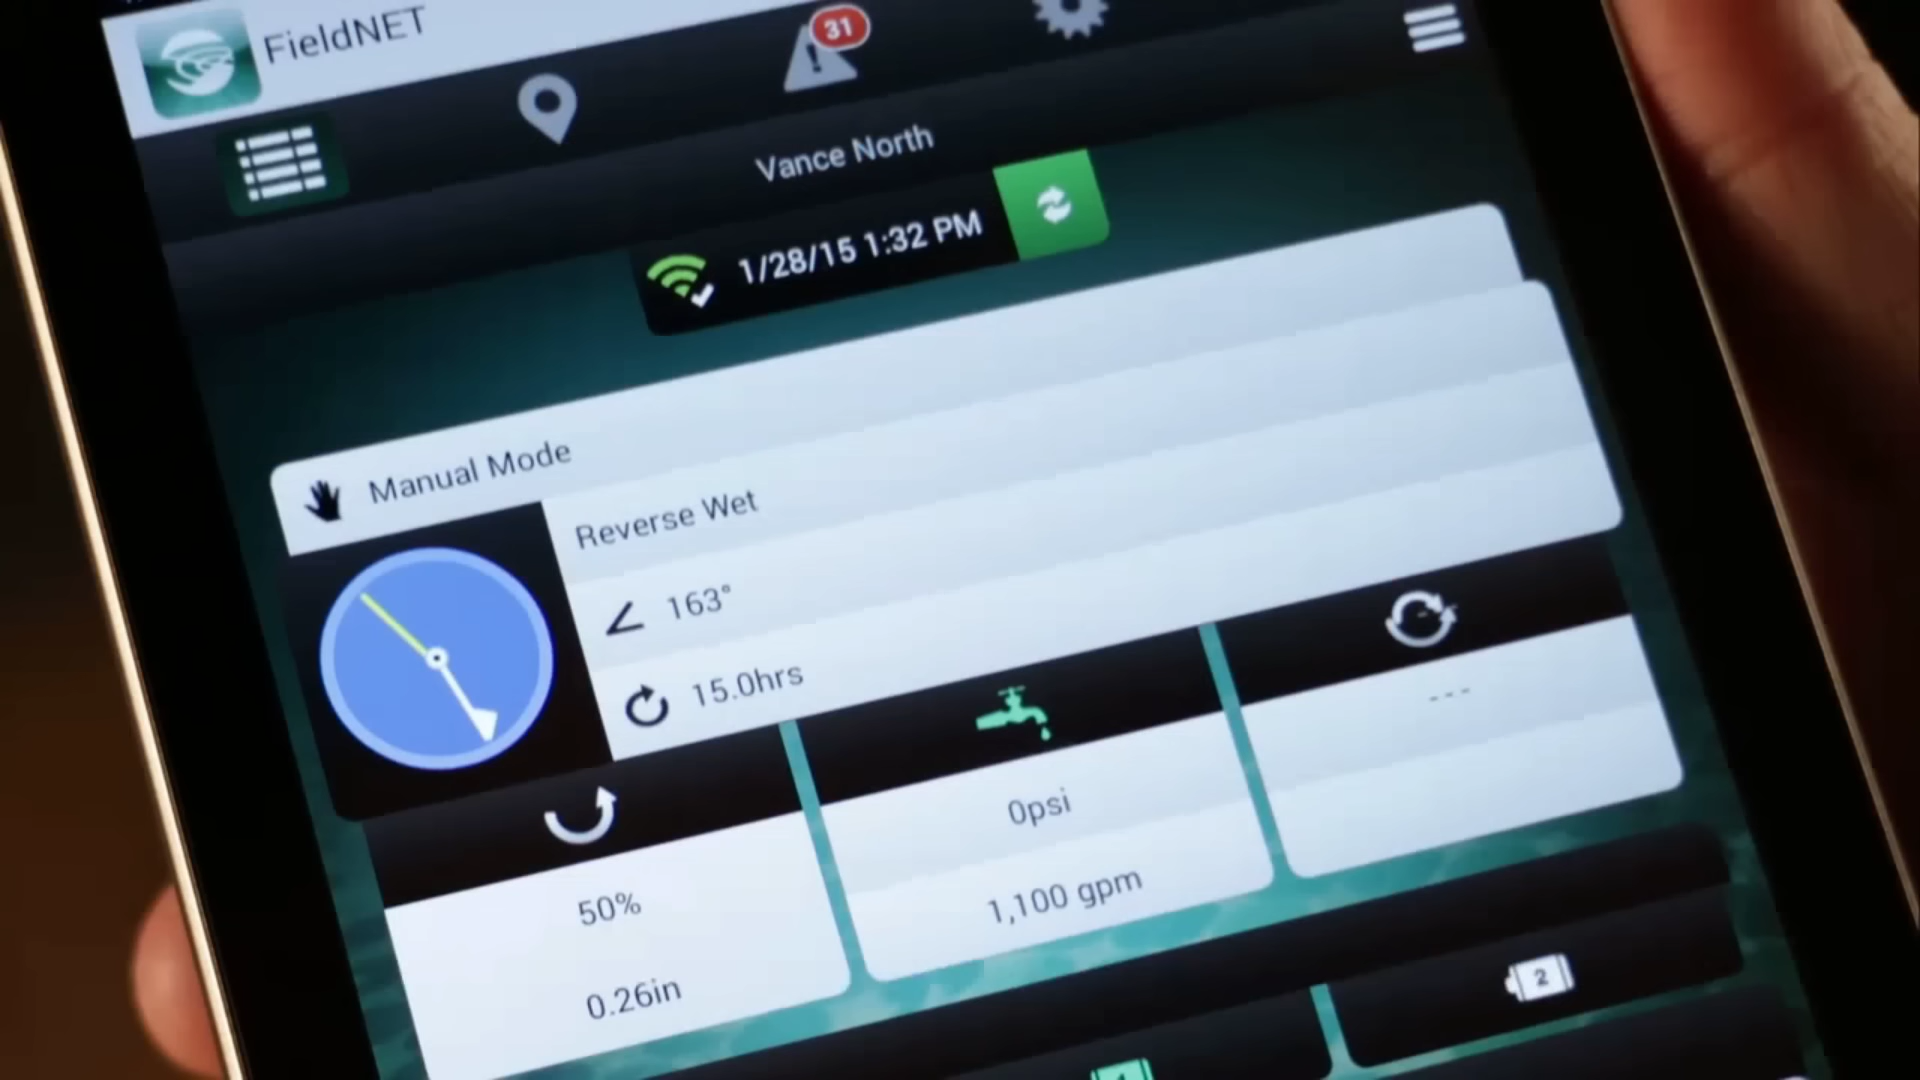 FieldNET
31
Vance North
1/28/15 1:32 PM
Manual Mode
Reverse Wet
163°
15.0hrs
50%
0.26in
0psi
1,100 gpm
---
2